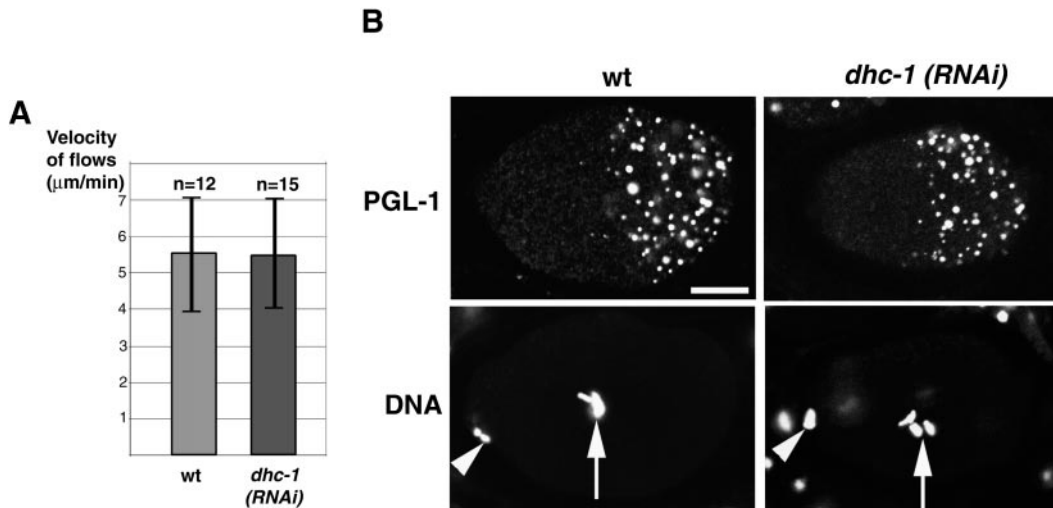 A
Velocity
of flows
(μm/min)
n=12 n=15
7
6
5
4
3
2
1
wt dhc-1
(RNAi)
B
wt dhc-1 (RNAi)
PGL-1
DNA